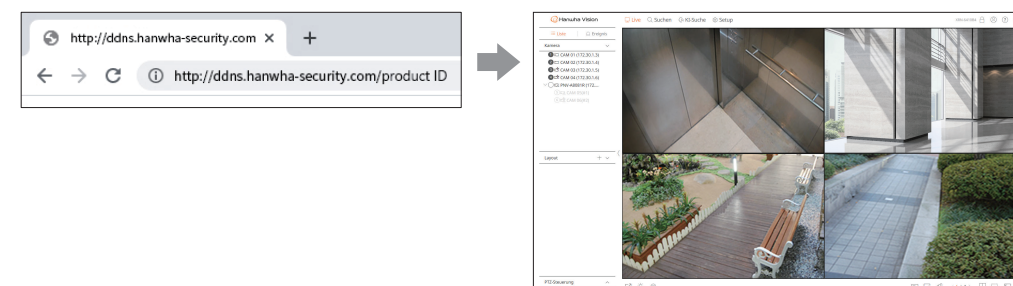 http://ddns.hanwha-security.com
http://ddns.hanwha-security.com/product ID
Hanwha Vision
Live
Suchen
KI-Suche
Setup
Liste
Ereignis
Kamera
CAM 01 (172.30.1.3)
CAM 02 (172.30.1.4)
CAM 03 (172.30.1.5)
CAM 04 (172.30.1.6)
Layout
PTZ-Steuerung